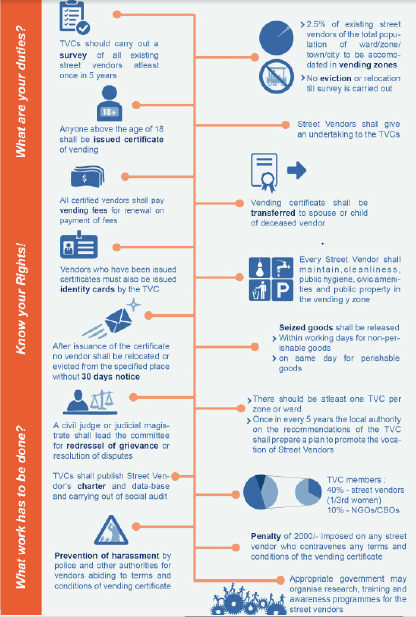 What are your duties?
Know your Rights!
What work has to be done?
TVCs should carry out a
survey of all existing
street vendors atleast
once in 5 years
2.5% of existing street
vendors of the total pop-
ulation of ward/zone/
town/city to be accomo-
dated in vending zones
No eviction or relocation
till survey is carried out
18+
Anyone above the age of 18
shall be issued certificate
of vending
Street Vendors shall give
an undertaking to the TVCs
All certified vendors shall pay
vending fees for renewal on
payment of fees
Vending certificates shall be
transferred to spouse or child
of deceased vendor
Vendors who have been issued
certificates must also be issued
identity cards by the TVC
P
Every Street Vendor shall
maintain, cleanliness,
public hygiene, civic ameni-
ties and public property in
the vending y zone
After issuance of the certificate
no vendor shall be relocated or
evicted from the specified place
without 30 days notice
Seized goods shall be released
Within working days for non-per-
ishable goods
on same day for perishable
goods
A civil judge or judicial magis-
trate shall lead the committee
for redressel of grievance or
resolution of disputes
There should be atleast one TVC per
zone or ward
Once in every 5 years the local authority
on the recommendations of the TVC
shall prepare a plan to promote the voca-
tion of Street Vendors
TVCs shall publish Street Ven-
dor's charter and data-base
and carrying out of social audit
TVC members :
40% - street vendors
(1/3rd women)
10% - NGOs/CBOs
Prevention of harassment by
police and other authorities for
vendors abiding to terms and
conditions of vending certificate
Penalty of 2000/- imposed on any street
vendor who contravenes any terms and
conditions of the vending certificate
Appropriate government may
organise research, training and
awareness programmes for the
street vendors